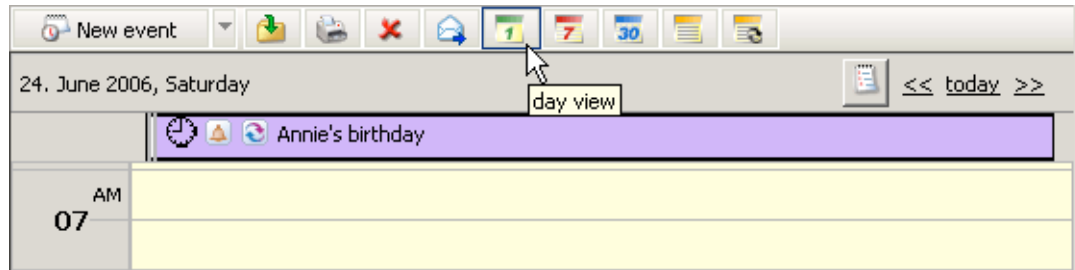 New event 1 7 30
24. June 2006, Saturday << today >>
day view
Annie's birthday
AM
07